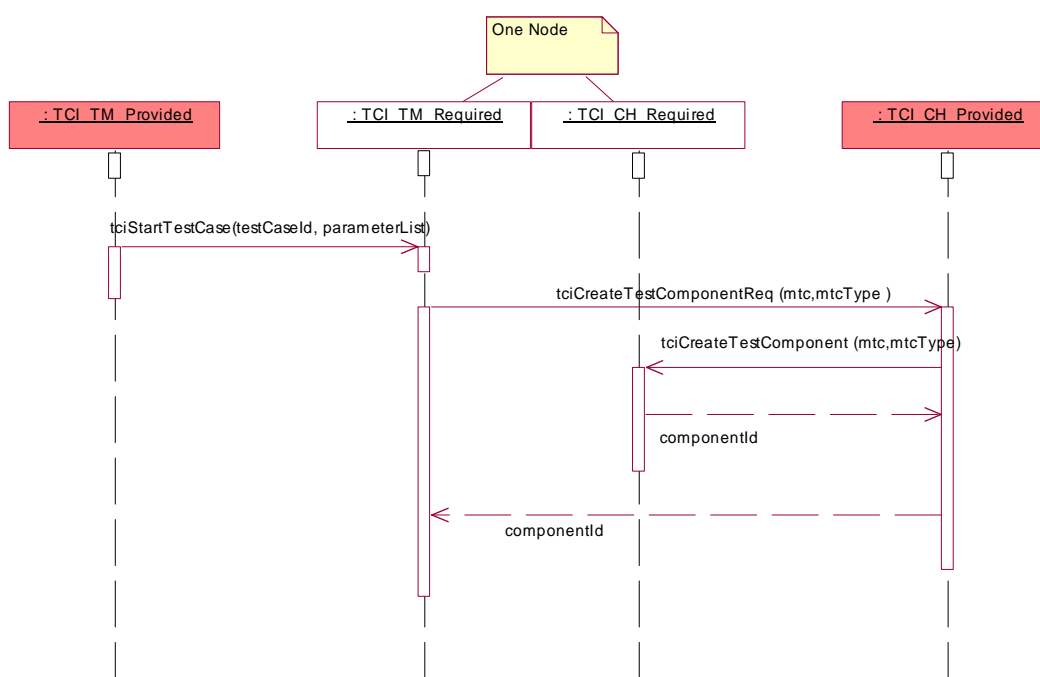 One Node
: TCI_TM_Provided
: TCI_TM_Required
: TCI_CH_Required
: TCI_CH_Provided
tciStartTestCase(testCaseId, parameterList)
tciCreateTestComponentReq (mtc,mtcType )
tciCreateTestComponent (mtc,mtcType)
componentId
componentId